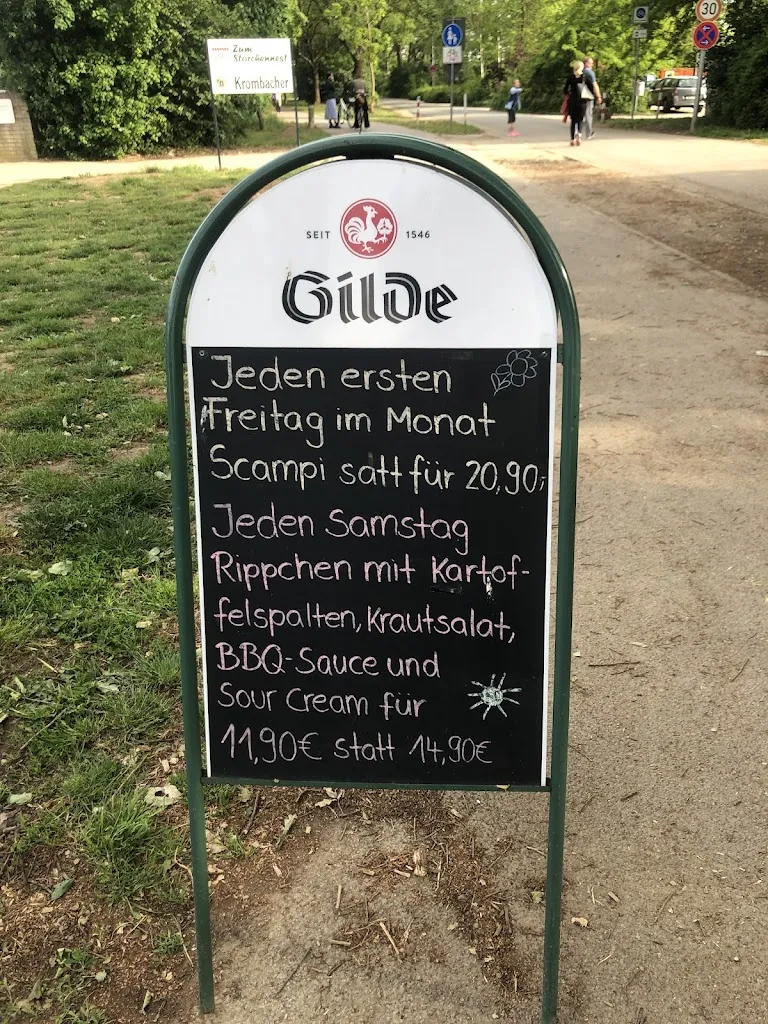 Zum
Storchennest
Krombacher
30
SEIT 1546
Gilde
Jeden ersten
Freitag im Monat
Scampi satt für 20,90,-
Jeden Samstag
Rippchen mit Kartof-
felspalten, Krautsalat,
BBQ-Sauce und
Sour Cream für
11,90€ statt 14,90€